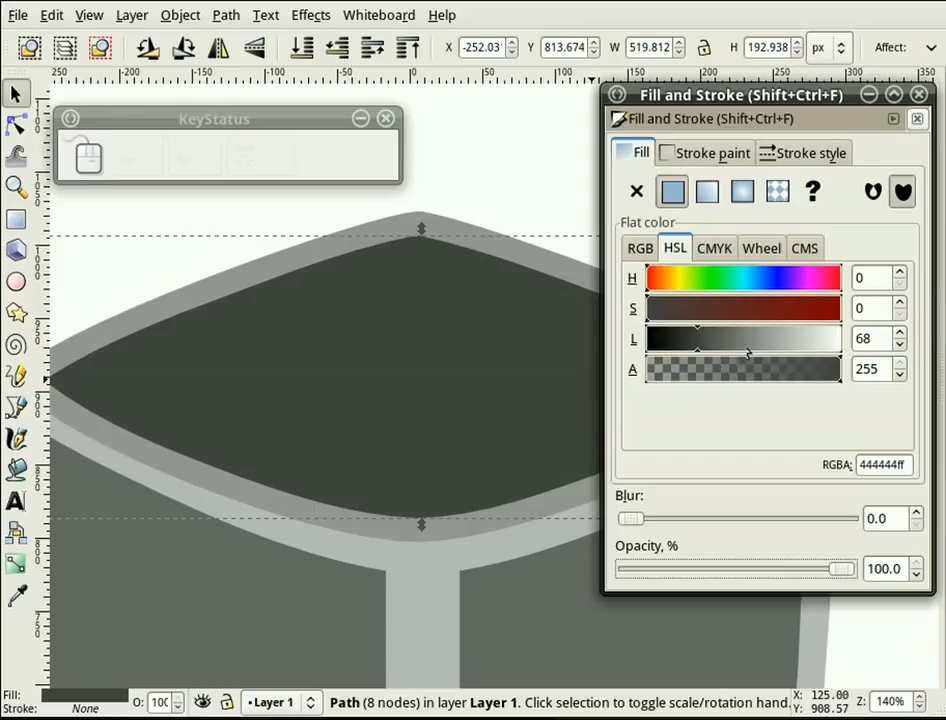 File Edit View Layer Object Path Text Effects Whiteboard Help
X -252.03 Y 813.674 W 519.812 H 192.938 px Affect:
250 -200 -150 -100 -50 0 50 100 150 200 250 300 350
KeyStatus
Fill and Stroke (Shift+Ctrl+F)
Fill and Stroke (Shift+Ctrl+F)
Fill Stroke paint Stroke style
?
Flat color
RGB HSL CMYK Wheel CMS
H 0
S 0
L 68
A 255
RGBA: 444444ff
Blur:
0.0
Opacity, %
100.0
Fill:
Stroke: None
O: 100
•Layer 1
Path (8 nodes) in layer Layer 1. Click selection to toggle scale/rotation hand.
X: 125.00
Y: 908.57
Z: 140%